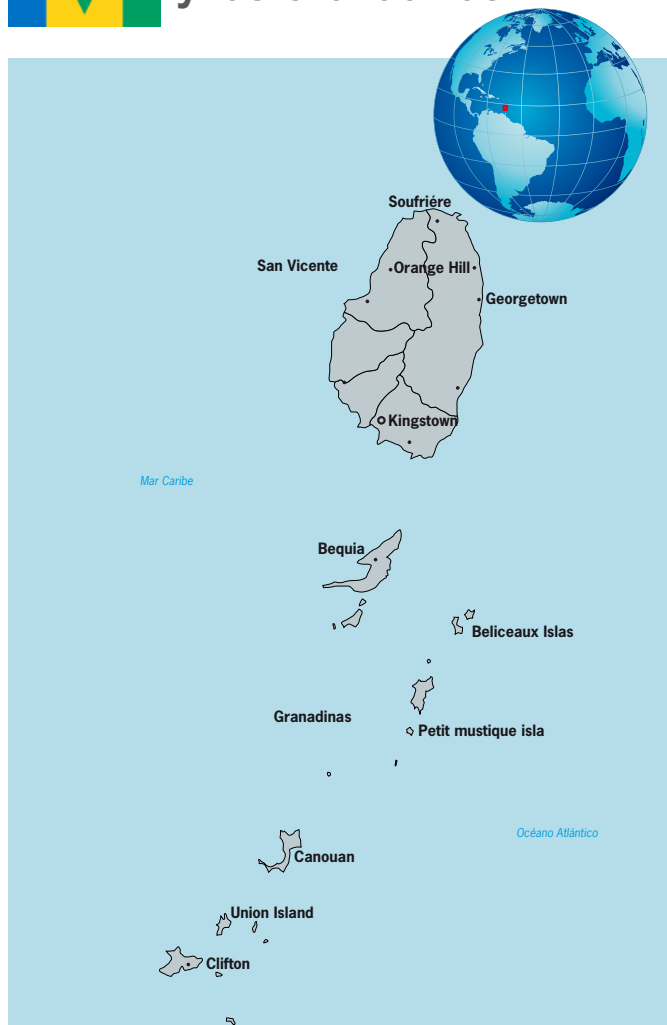 Soufriére
San Vicente
Orange Hill
Georgetown
Kingstown
Mar Caribe
Bequia
Beliceaux Islas
Granadinas
Petit mustique isla
Océano Atlántico
Canouan
Union Island
Clifton